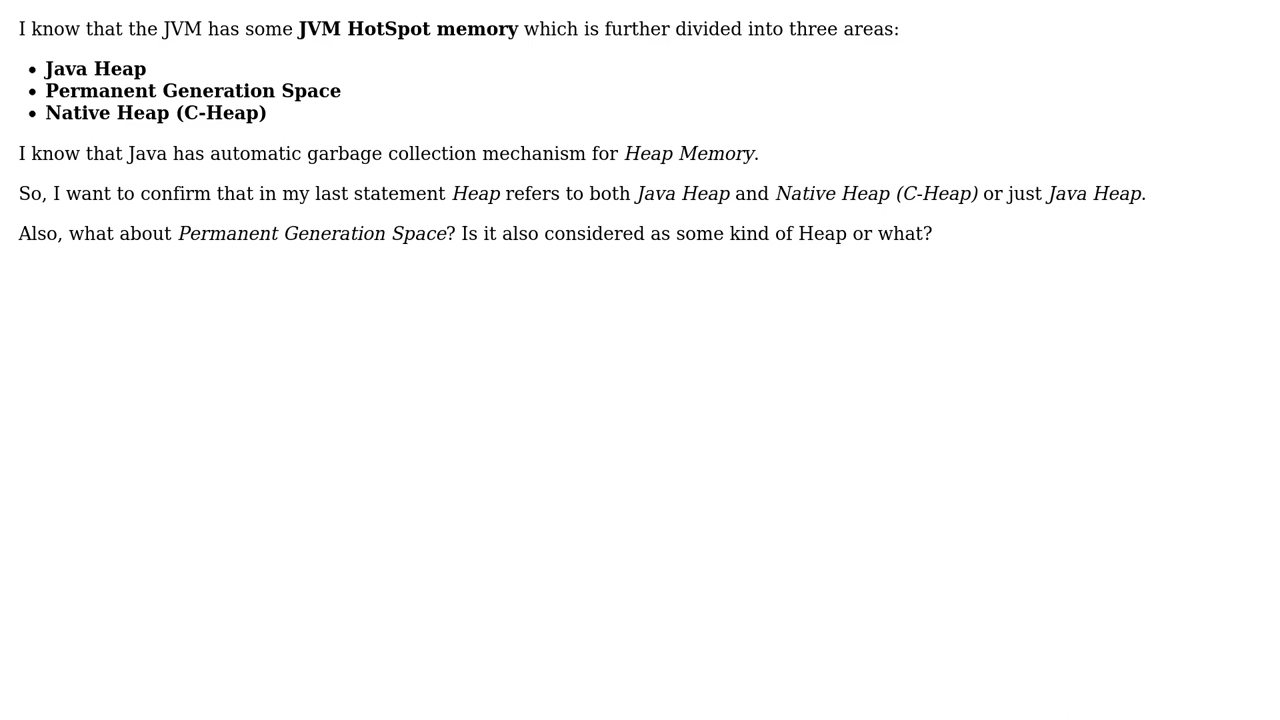 I know that the JVM has some JVM HotSpot memory which is further divided into three areas:
• Java Heap
• Permanent Generation Space
• Native Heap (C-Heap)
I know that Java has automatic garbage collection mechanism for Heap Memory.
So, I want to confirm that in my last statement Heap refers to both Java Heap and Native Heap (C-Heap) or just Java Heap.
Also, what about Permanent Generation Space? Is it also considered as some kind of Heap or what?